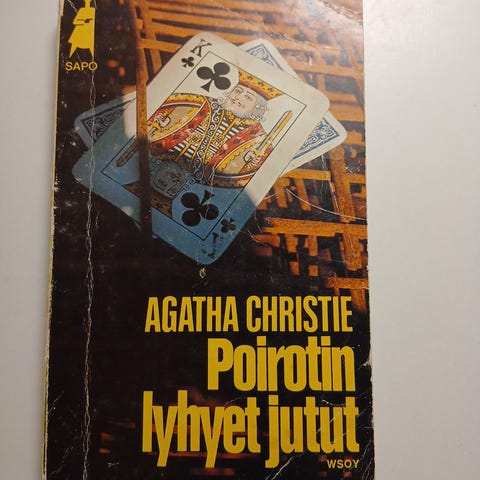 SAPO
K
AGATHA CHRISTIE
Poirotin
lyhyet jutut
WSOY